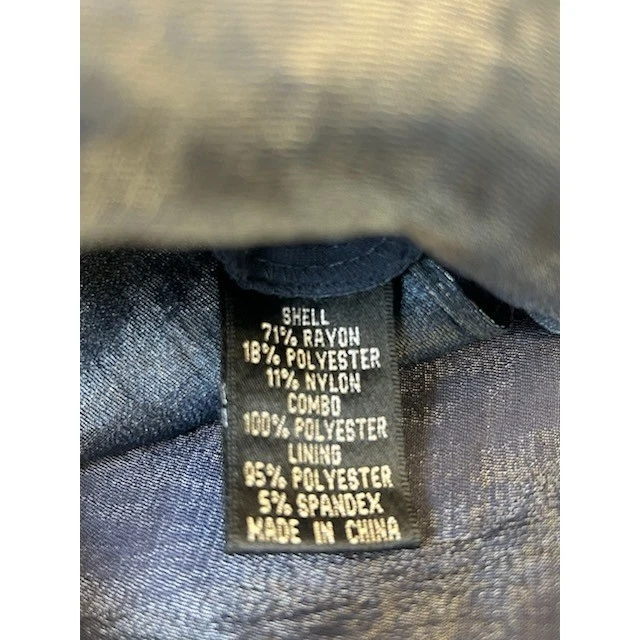 SHELL
71% RAYON
18% POLYESTER
11% NYLON
COMBO
100% POLYESTER
LINING
95% POLYESTER
5% SPANDEX
MADE IN CHINA